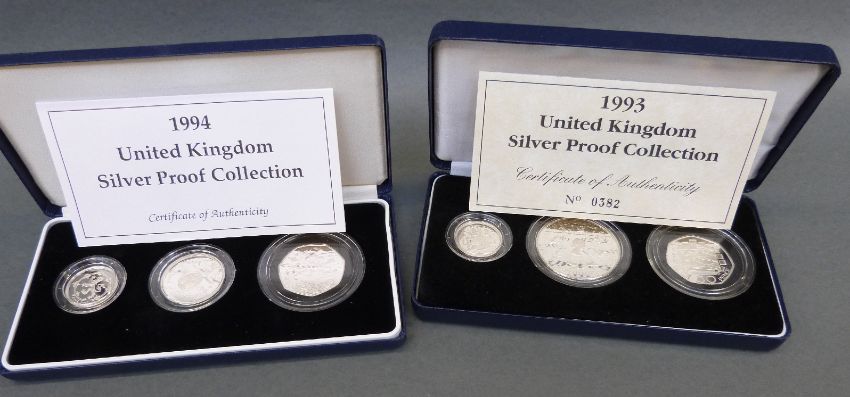 1994
United Kingdom
Silver Proof Collection
Certificate of Authenticity
1993
United Kingdom
Silver Proof Collection
Certificate of Authenticity
Nº 0382